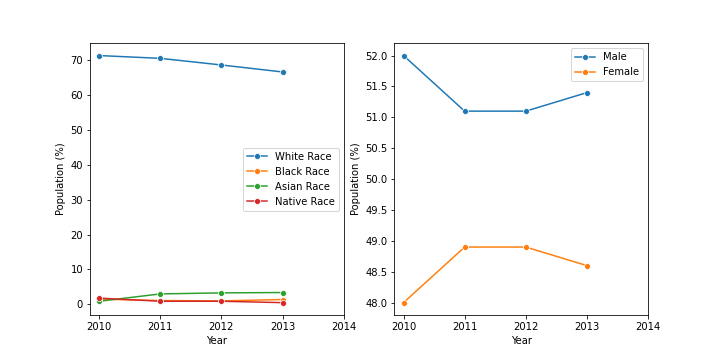 70
60
50
40
30
20
10
0
Population (%)
2010
2011
2012
2013
2014
Year
White Race
Black Race
Asian Race
Native Race
52.0
51.5
51.0
50.5
50.0
49.5
49.0
48.5
48.0
Population (%)
2010
2011
2012
2013
2014
Year
Male
Female